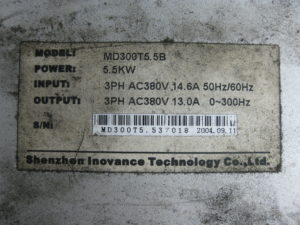 MODEL: MD300T5.5B
POWER: 5.5KW
INPUT: 3PH AC380V 14.6A 50Hz/60Hz
OUTPUT: 3PH AC380V 13.0A 0~300Hz
S/N:
MD300T5.537018 2004.09.11
Shenzhen Inovance Technology Co.,Ltd.